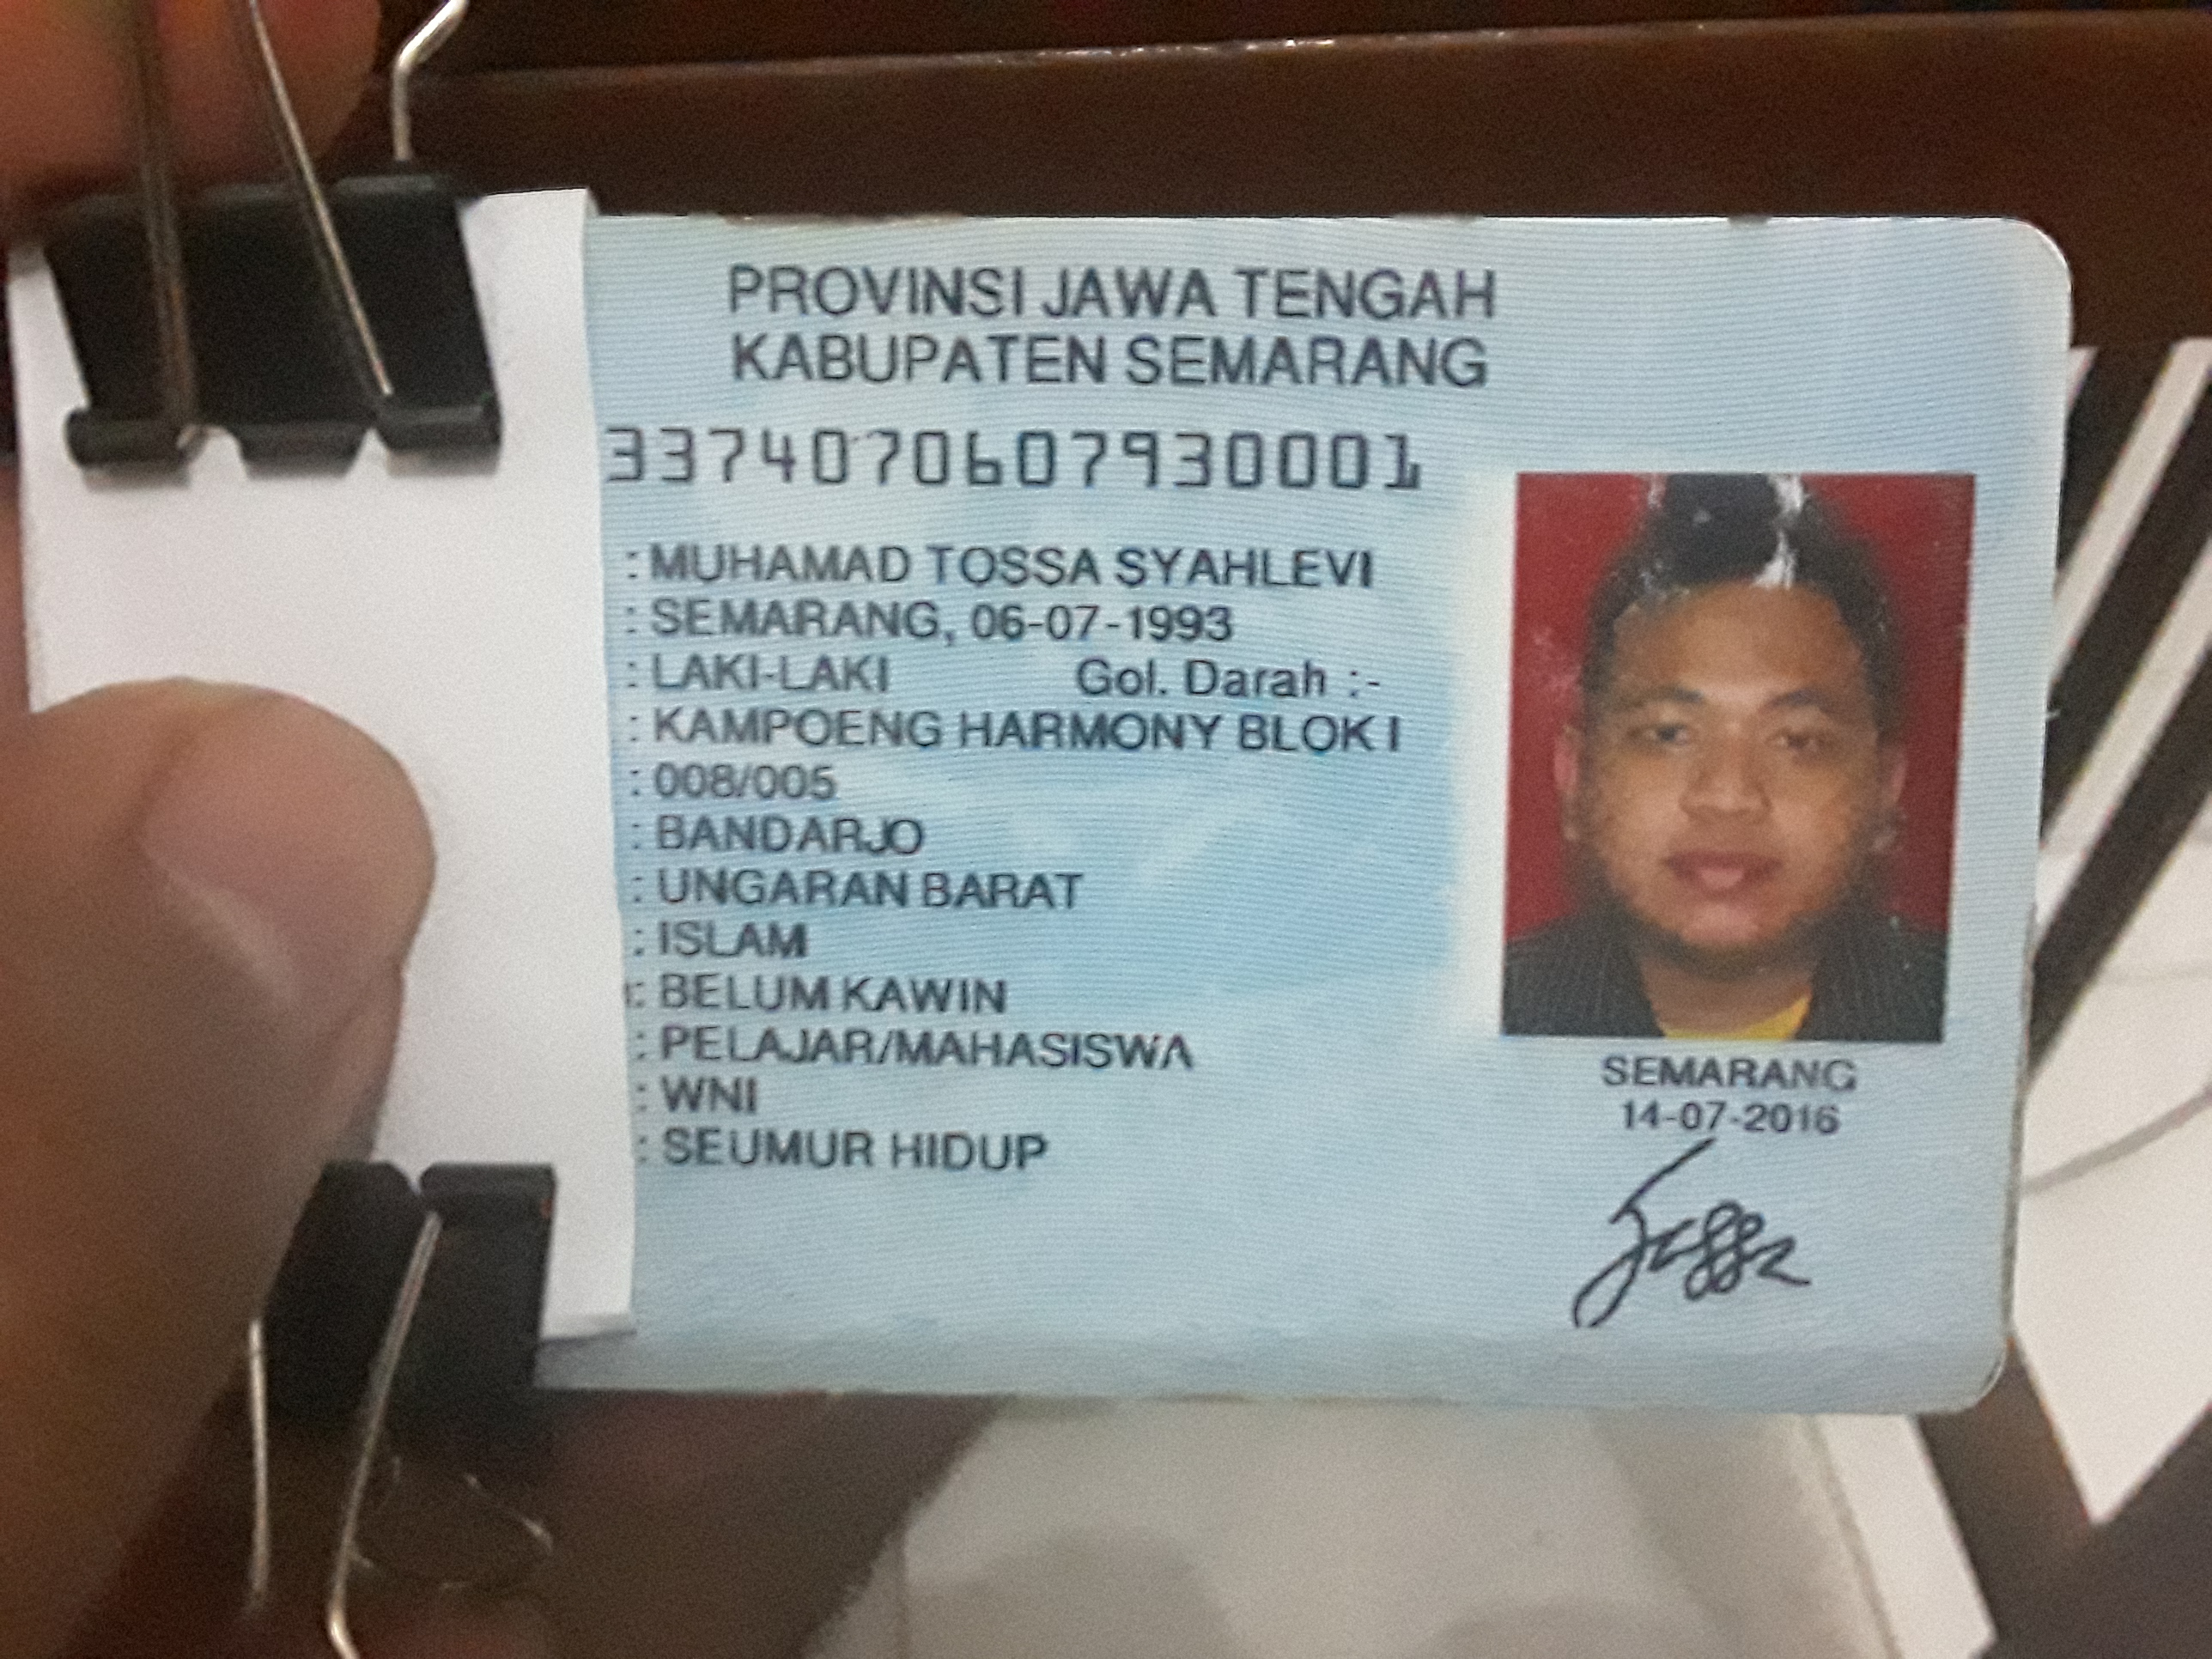 PROVINSI JAWA TENGAH
KABUPATEN SEMARANG
3374070607930001
: MUHAMAD TOSSA SYAHLEVI
: SEMARANG, 06-07-1993
: LAKI-LAKI Gol. Darah :-
: KAMPOENG HARMONY BLOK I
: 008/005
: BANDARJO
: UNGARAN BARAT
: ISLAM
: BELUM KAWIN
: PELAJAR/MAHASISWA
: WNI
: SEUMUR HIDUP
SEMARANG
14-07-2016